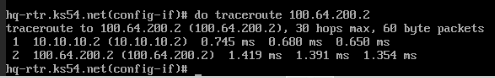 hq-rtr.ks54.net(config-if)# do traceroute 100.64.200.2
traceroute to 100.64.200.2 (100.64.200.2), 30 hops max, 60 byte packets
 1  10.10.10.2 (10.10.10.2)  0.745 ms  0.680 ms  0.650 ms
 2  100.64.200.2 (100.64.200.2)  1.419 ms  1.391 ms  1.354 ms
hq-rtr.ks54.net(config-if)# _